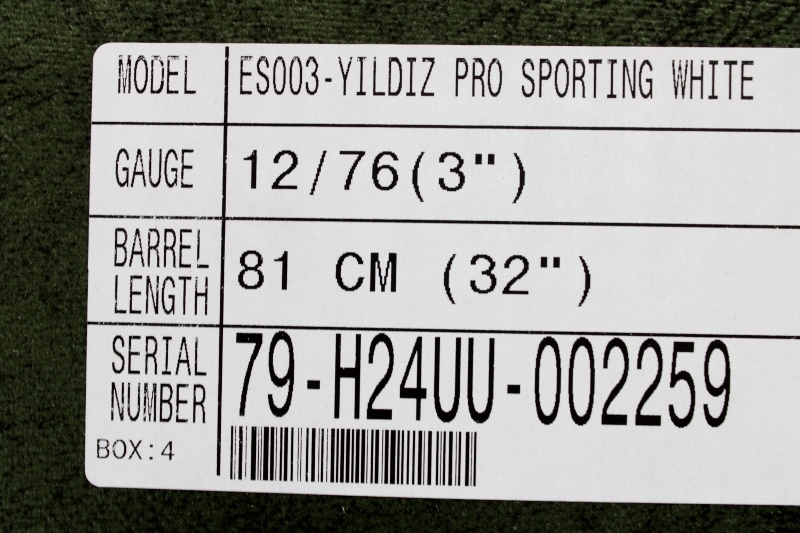 MODEL ES003-YILDIZ PRO SPORTING WHITE
GAUGE 12/76(3")
BARREL LENGTH 81 CM (32")
SERIAL NUMBER 79-H24UU-002259
BOX:4